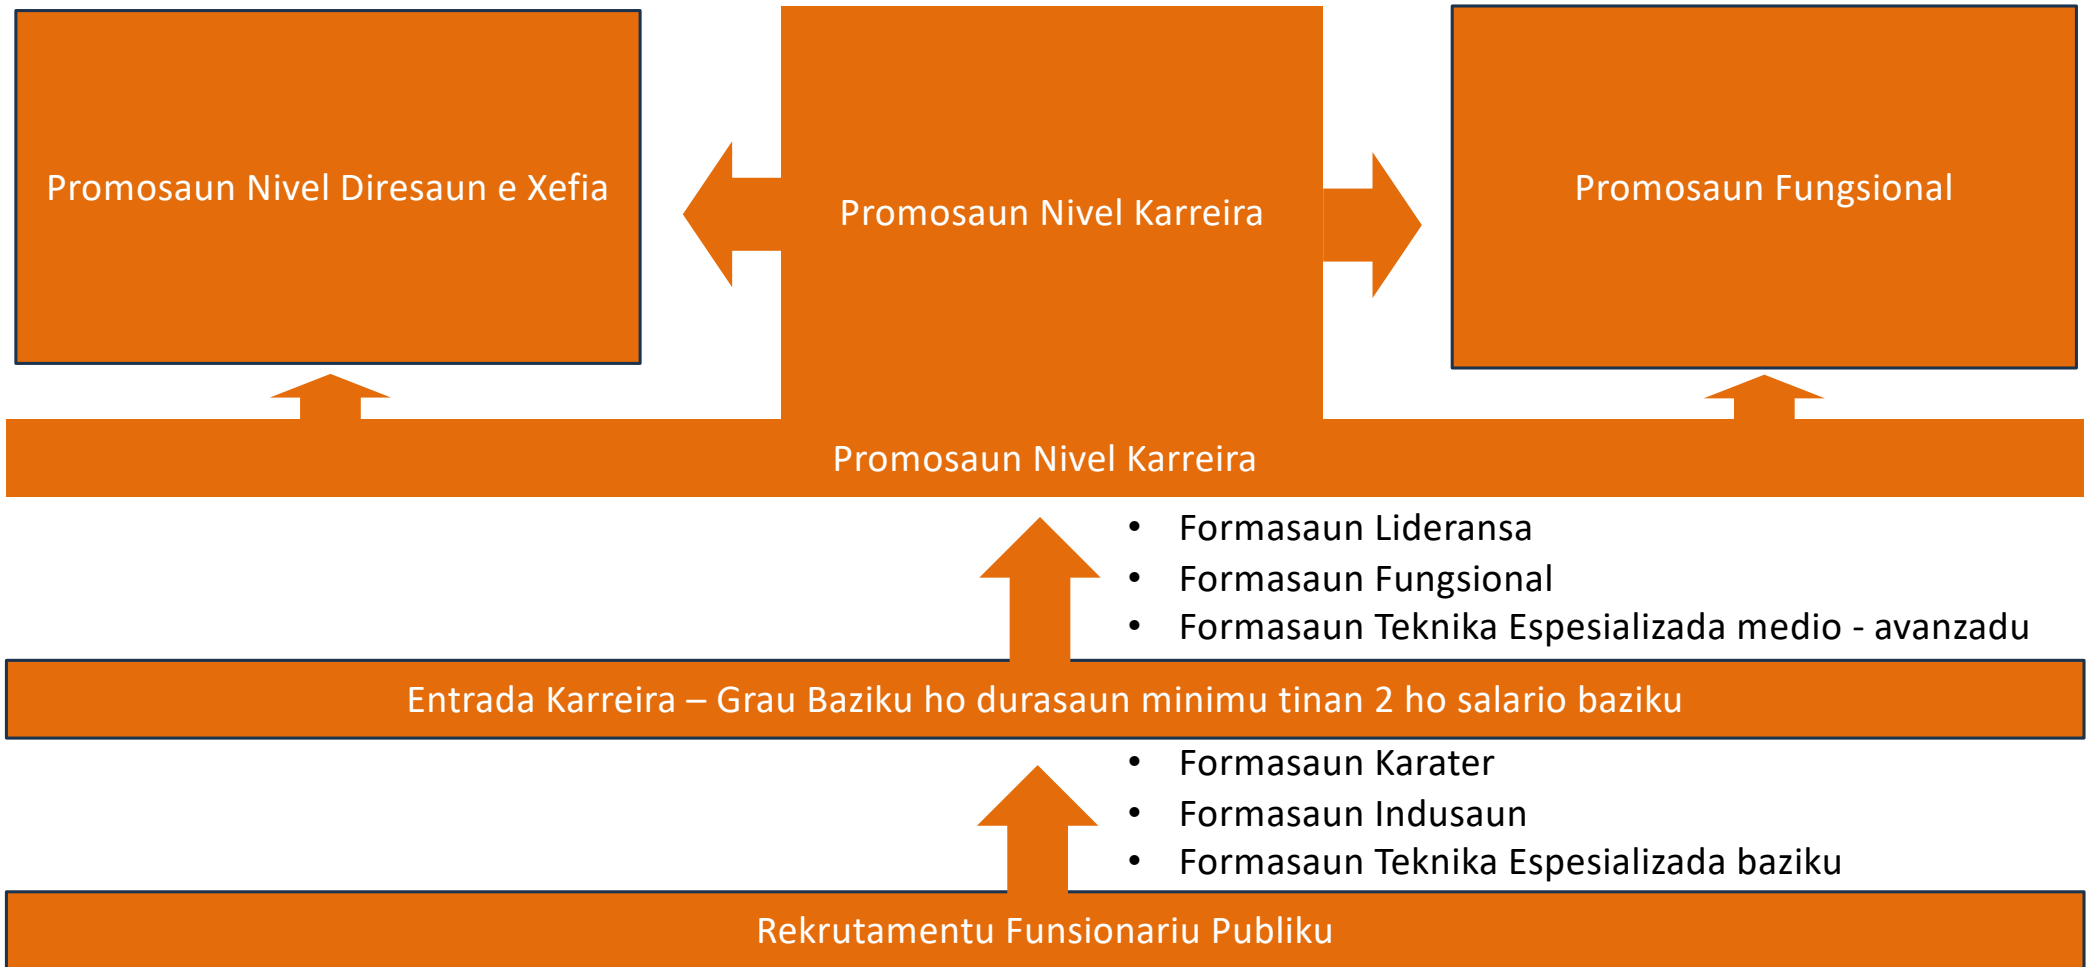 Promosaun Nivel Diresaun e Xefia
Promosaun Nivel Karreira
Promosaun Fungsional
Promosaun Nivel Karreira
• Formasaun Lideransa
• Formasaun Fungsional
• Formasaun Teknika Espesializada medio - avanzadu
Entrada Karreira – Grau Baziku ho durasaun minimu tinan 2 ho salario baziku
• Formasaun Karater
• Formasaun Indusaun
• Formasaun Teknika Espesializada baziku
Rekrutamentu Funsionariu Publiku